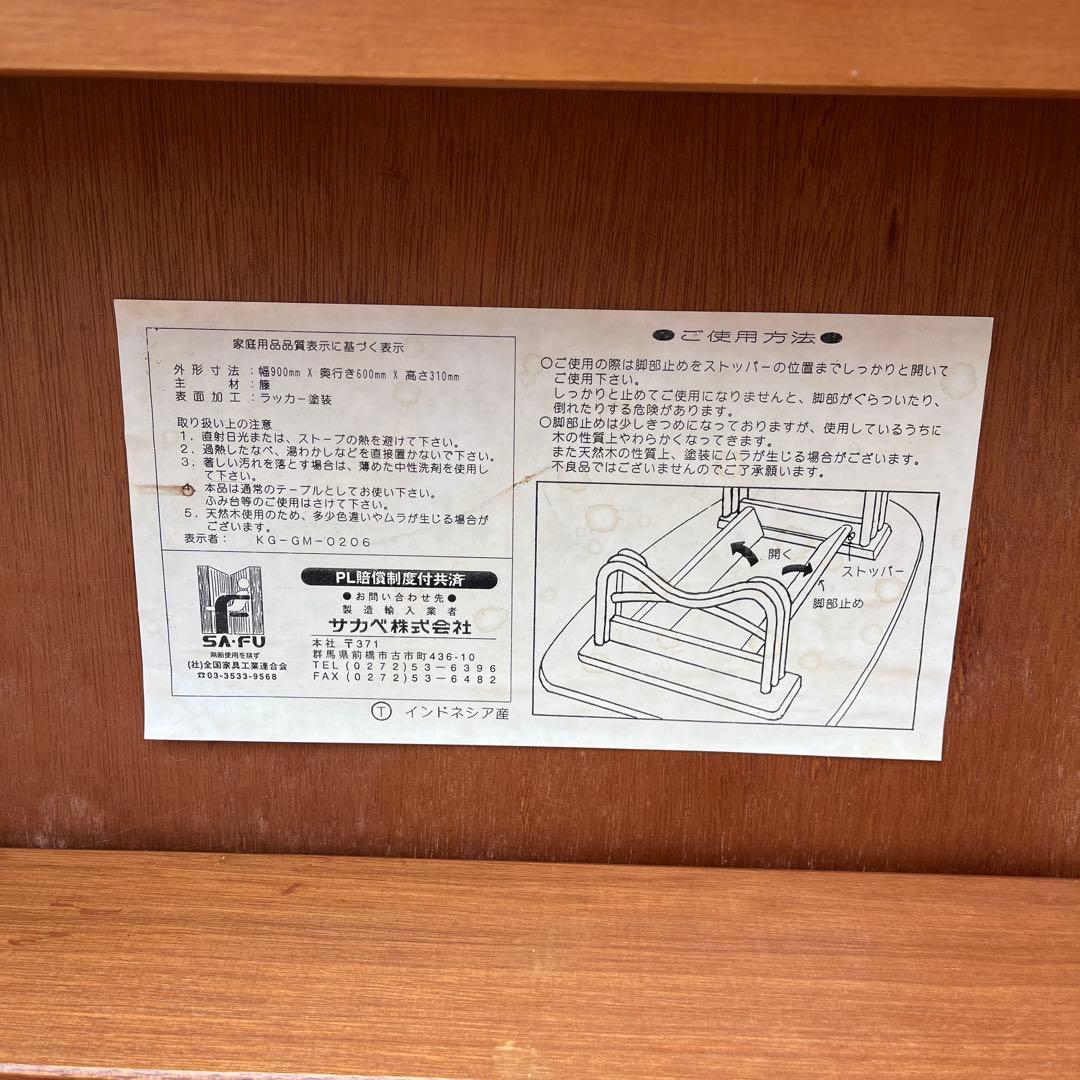 家庭用品品質表示に基づく表示
外形寸法：幅900mm X 奥行き600mm X 高さ310mm
主材：籐
表面加工：ラッカー塗装
取り扱い上の注意
1．直射日光または、ストーブの熱を避けて下さい。
2．過熱したなべ、湯わかしなどを直接置かないで下さい。
3．著しい汚れを落とす場合は、薄めた中性洗剤を使用し
て下さい。
4．本品は通常のテーブルとしてお使い下さい。
ふみ台等のご使用はさけて下さい。
5．天然木使用のため、多少色違いやムラが生じる場合が
ございます。
表示者： KG-GM-0206
SA・FU
無断使用を禁ず
(社)全国家具工業連合会
☎03-3533-9568
PL賠償制度付共済
●お問い合わせ先●
製造輸入業者
サカベ株式会社
本社 〒371
群馬県前橋市古市町436-10
TEL(0272)53-6396
FAX(0272)53-6482
Ⓣ インドネシア産
●ご使用方法●
○ご使用の際は脚部止めをストッパーの位置までしっかりと開いて
ご使用下さい。
しっかりと止めてご使用になりませんと、脚部がぐらついたり、
倒れたりする危険があります。
○脚部止めは少しきつめになっておりますが、使用しているうちに
木の性質上やわらかくなってきます。
また天然木の性質上、塗装にムラが生じる場合がございます。
不良品ではございませんのでご了承願います。
開く
ストッパー
脚部止め